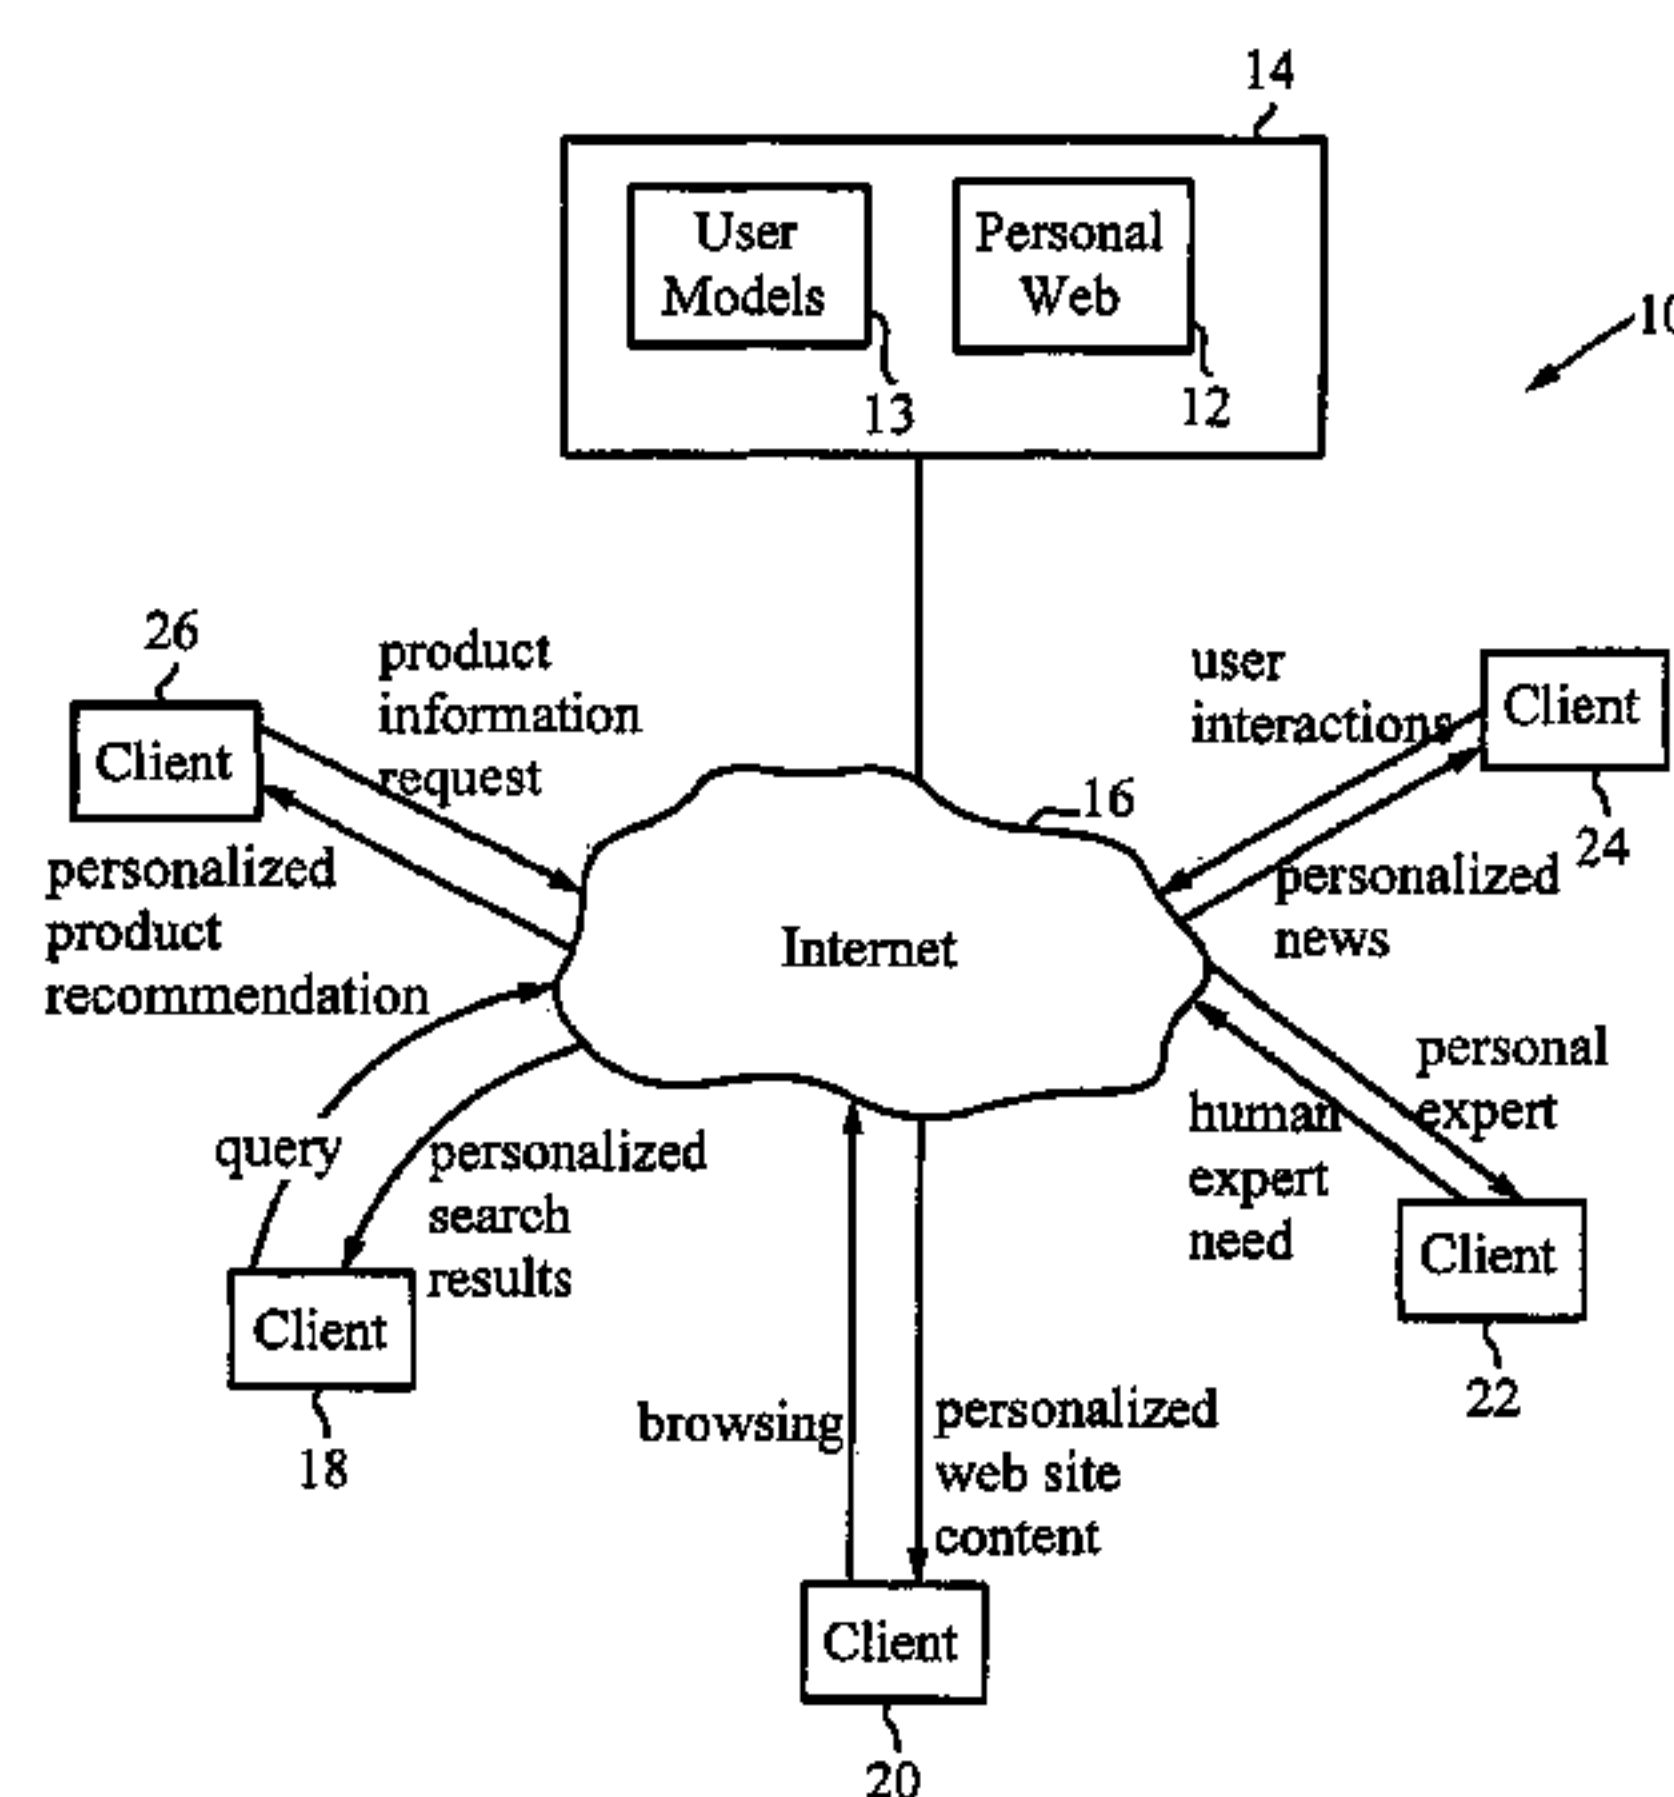 14
User
Models
Personal
Web
10
13
12
26
product
information
request
Client
user
interactions
Client
16
24
personalized
product
recommendation
Internet
personalized
news
personal
expert
human
expert
need
query
personalized
search
results
Client
Client
22
18
browsing
personalized
web site
content
Client
20